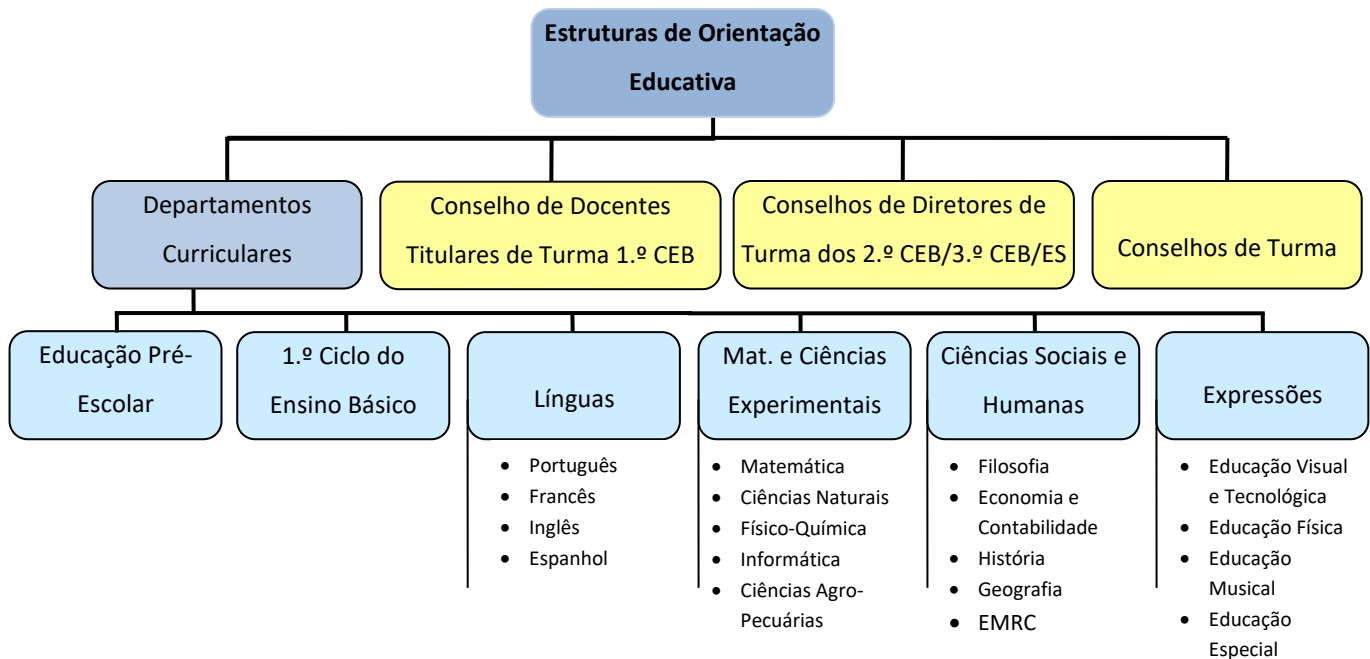 Estruturas de Orientação
Educativa
Departamentos
Curriculares
Conselho de Docentes
Titulares de Turma 1.º CEB
Conselhos de Diretores de
Turma dos 2.º CEB/3.º CEB/ES
Conselhos de Turma
Educação Pré-
Escolar
1.º Ciclo do
Ensino Básico
Línguas
Mat. e Ciências
Experimentais
Ciências Sociais e
Humanas
Expressões
• Português
• Francês
• Inglês
• Espanhol
• Matemática
• Ciências Naturais
• Físico-Química
• Informática
• Ciências Agro-
Pecuárias
• Filosofia
• Economia e
Contabilidade
• História
• Geografia
• EMRC
• Educação Visual
e Tecnológica
• Educação Física
• Educação
Musical
• Educação
Especial